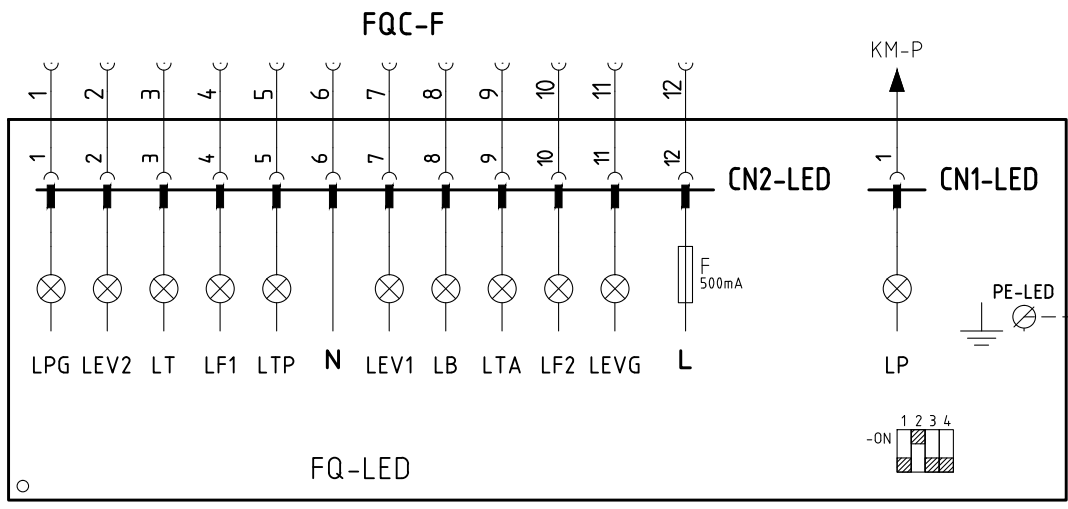 FQC-F
KM-P
1 2 3 4 5 6 7 8 9 10 11 12
1 2 3 4 5 6 7 8 9 10 11 12 1
CN2-LED CN1-LED
F
500mA
PE-LED
LPG LEV2 LT LF1 LTP N LEV1 LB LTA LF2 LEVG L LP
1 2 3 4
-ON
FQ-LED